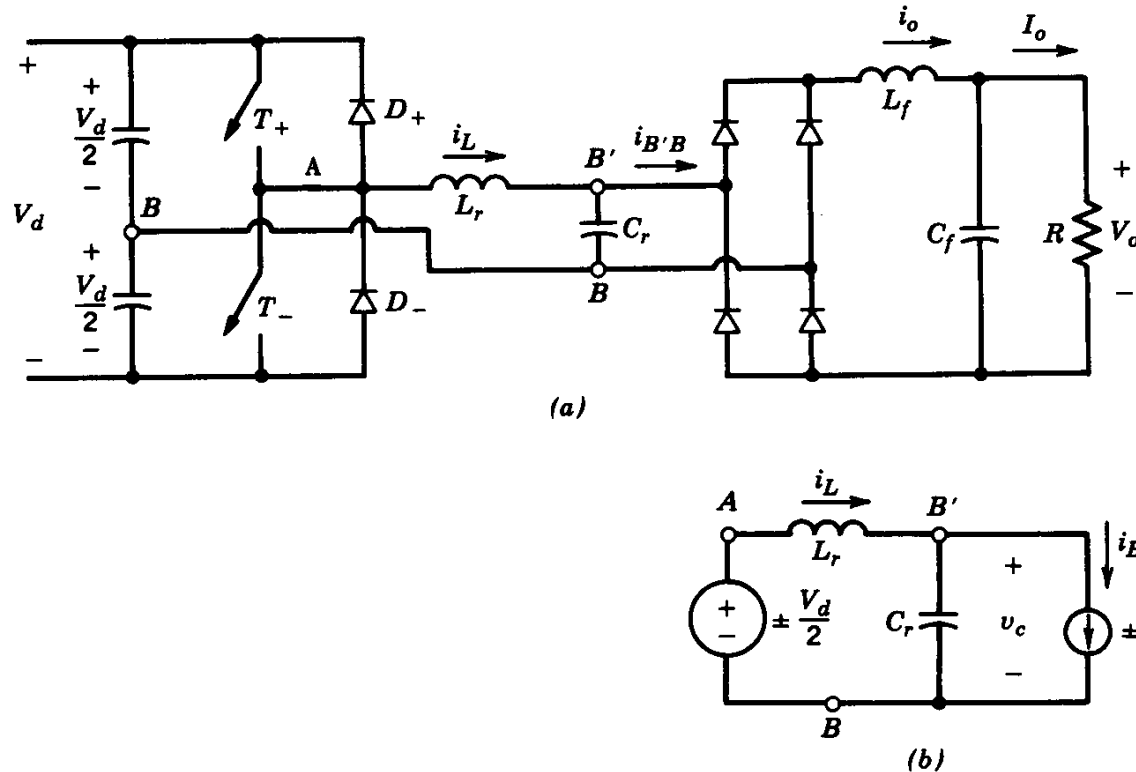 i_o
I_o
+
+
V_d/2
−
T_+
D_+
A
i_L
L_r
B'
i_B'B
L_f
+
V_d
B
C_r
C_f
R
V_o
+
V_d/2
−
T_−
D_−
B
−
−
(a)
i_L
A
B'
L_r
i_B
+
+
−
± V_d/2
C_r
v_c
±
−
B
(b)